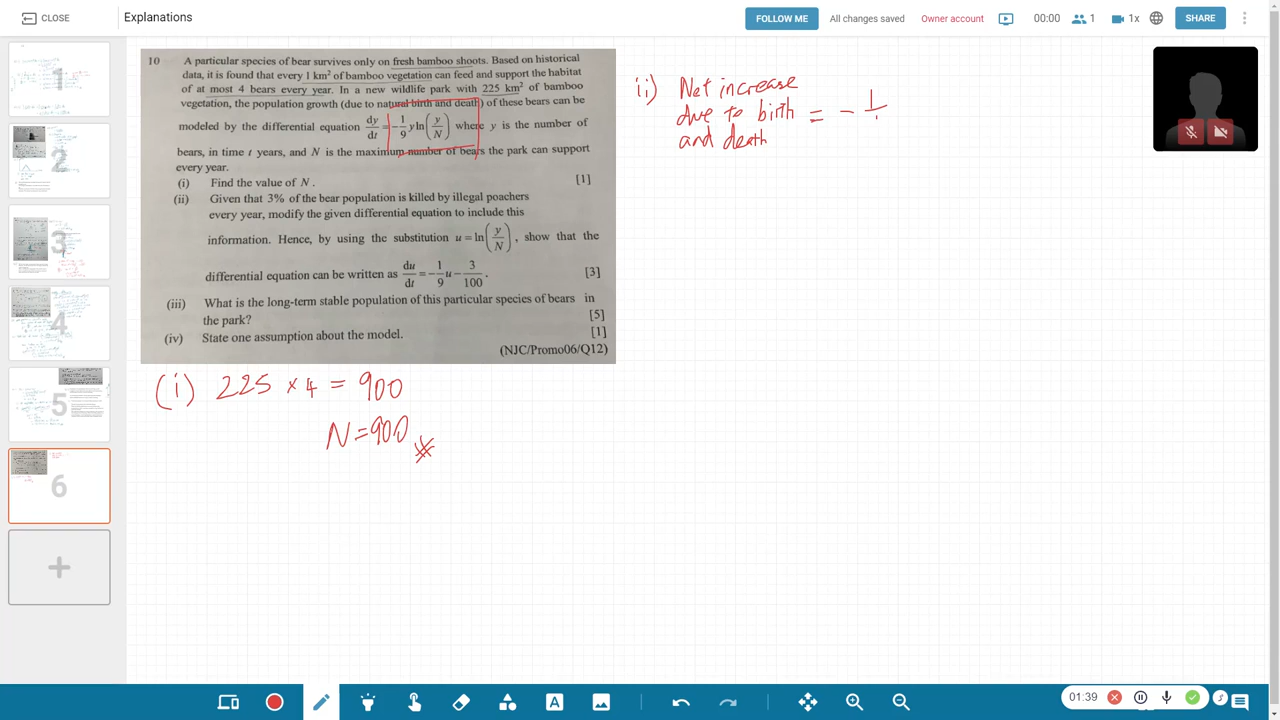 CLOSE
Explanations
FOLLOW ME
All changes saved
Owner account
00:00
1
1x
SHARE
1
2
3
4
5
6
10 A particular species of bear survives only on fresh bamboo shoots. Based on historical
data, it is found that every 1 km² of bamboo vegetation can feed and support the habitat
of at most 4 bears every year. In a new wildlife park with 225 km² of bamboo
vegetation, the population growth (due to natural birth and death) of these bears can be
modeled by the differential equation dy/dt = -1/9 y ln(y/N) where y is the number of
bears, in time t years, and N is the maximum number of bears the park can support
every year.
(i) Find the value of N. [1]
(ii) Given that 3% of the bear population is killed by illegal poachers
every year, modify the given differential equation to include this
information. Hence, by using the substitution u = ln(y/N), show that the
differential equation can be written as du/dt = -1/9 u - 3/100. [3]
(iii) What is the long-term stable population of this particular species of bears in
the park? [5]
(iv) State one assumption about the model. [1]
(NJC/Promo06/Q12)
(i) 225 × 4 = 900
N=900
ii) Net increase
due to birth = - 1
and death
01:39